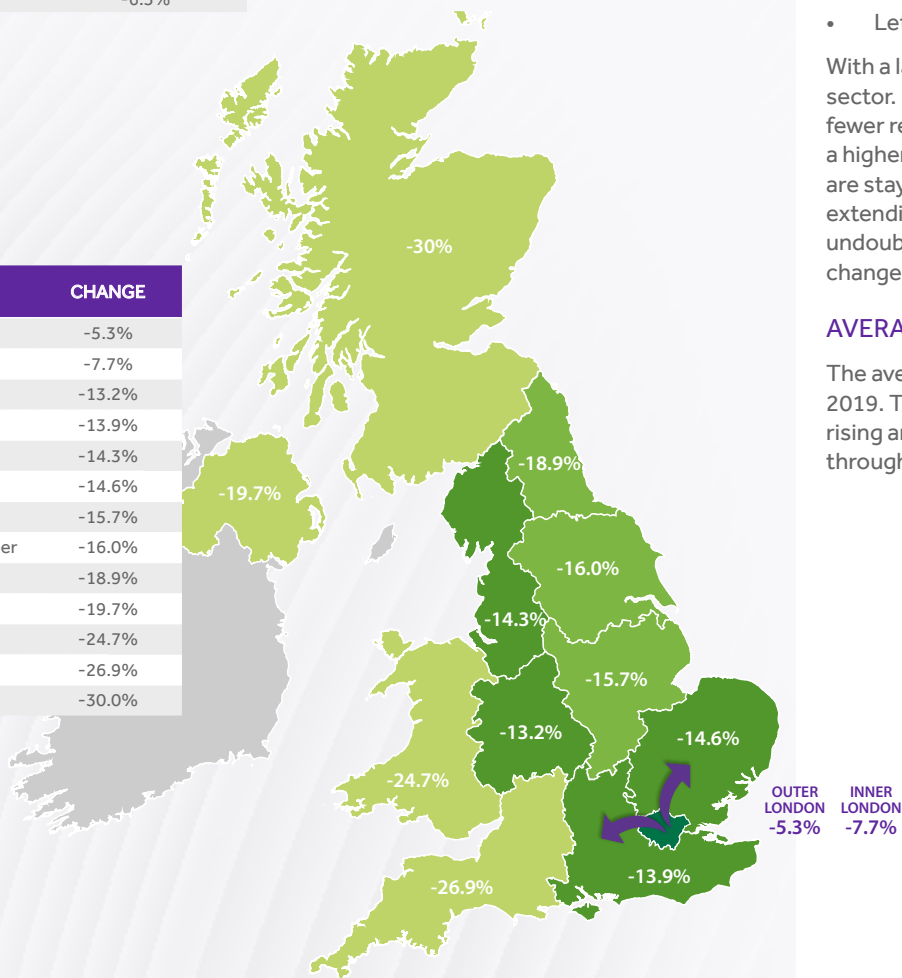 -6.5%
CHANGE
-5.3%
-7.7%
-13.2%
-13.9%
-14.3%
-14.6%
-15.7%
er -16.0%
-18.9%
-19.7%
-24.7%
-26.9%
-30.0%
-30%
-18.9%
-19.7%
-16.0%
-14.3%
-15.7%
-13.2%
-14.6%
-24.7%
-13.9%
-26.9%
OUTER
LONDON
-5.3%
INNER
LONDON
-7.7%
• Le
With a l
sector.
fewer re
a higher
are stay
extendi
undoub
change
AVERA
The ave
2019. T
rising ar
through